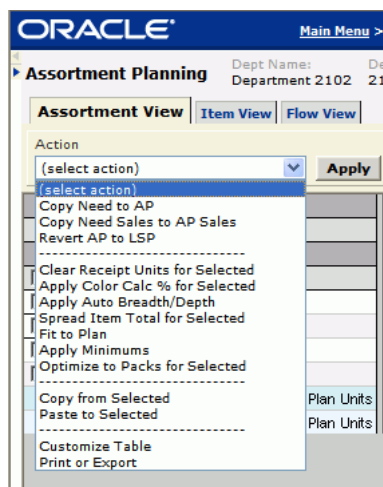 ORACLE
Main Menu >
Assortment Planning
Dept Name:
Department 2102 21
Assortment View Item View Flow View
Action
(select action) Apply
(select action)
Copy Need to AP
Copy Need Sales to AP Sales
Revert AP to LSP
--------------------------
Clear Receipt Units for Selected
Apply Color Calc % for Selected
Apply Auto Breadth/Depth
Spread Item Total for Selected
Fit to Plan
Apply Minimums
Optimize to Packs for Selected
--------------------------
Copy from Selected Plan Units
Paste to Selected
-------------------------- Plan Units
Customize Table
Print or Export